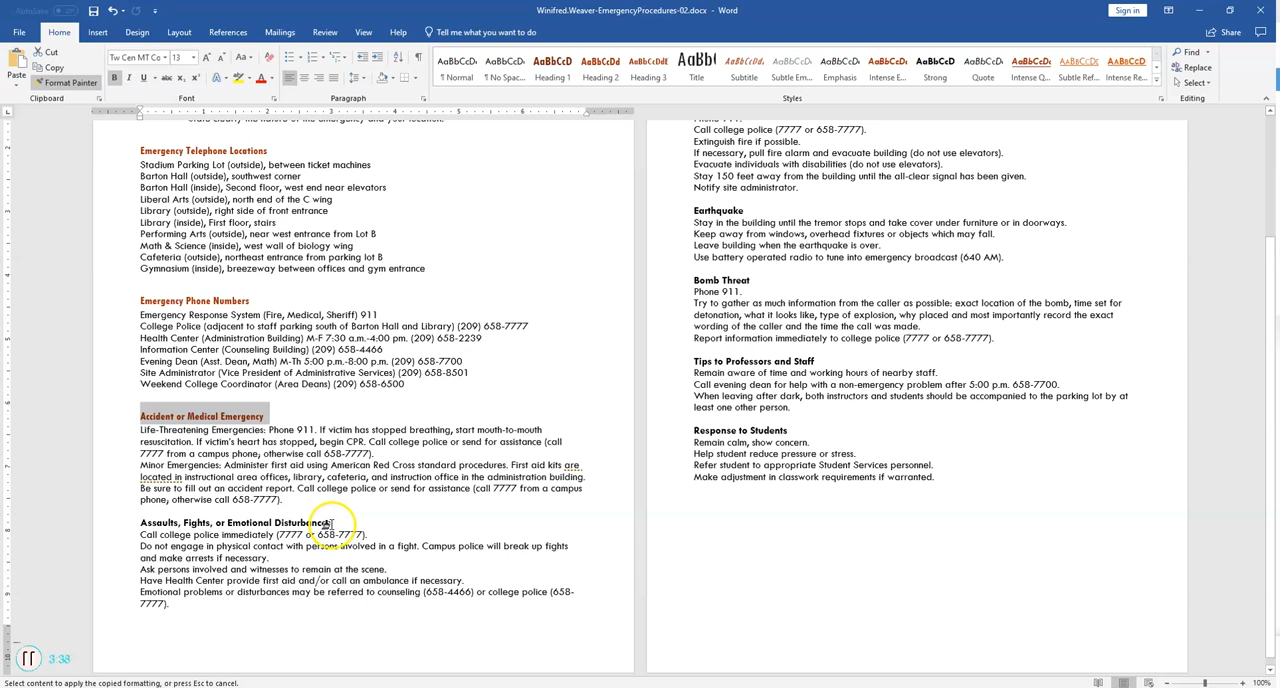 AutoSave Off
Winifred.Weaver-EmergencyProcedures-02.docx - Word
Sign in
File Home Insert Design Layout References Mailings Review View Help Tell me what you want to do
Share
Paste
Cut
Copy
Format Painter
Clipboard
Tw Cen MT Co 13
Font
Paragraph
AaBbCcDc AaBbCcDc AaBbCcDd AaBbCcDd AaBbCcDdE AaBbC AaBbCcDc AaBbCcDc AaBbCcDc AaBbCcDc AaBbCcDc AaBbCcDc AaBbCcDc AaBbCcDc AaBbCcDc
¶ Normal ¶ No Spac... Heading 1 Heading 2 Heading 3 Title Subtitle Subtle Em... Emphasis Intense E... Strong Quote Intense Q... Subtle Ref... Intense Re...
Styles
Find
Replace
Select
Editing
State clearly the nature of the emergency and your location.
Emergency Telephone Locations
Stadium Parking Lot (outside), between ticket machines
Barton Hall (outside), southwest corner
Barton Hall (inside), Second floor, west end near elevators
Liberal Arts (outside), north end of the C wing
Library (outside), right side of front entrance
Library (inside), First floor, stairs
Performing Arts (outside), near west entrance from Lot B
Math & Science (inside), west wall of biology wing
Cafeteria (outside), northeast entrance from parking lot B
Gymnasium (inside), breezeway between offices and gym entrance
Emergency Phone Numbers
Emergency Response System (Fire, Medical, Sheriff) 911
College Police (adjacent to staff parking south of Barton Hall and Library) (209) 658-7777
Health Center (Administration Building) M-F 7:30 a.m.-4:00 pm. (209) 658-2239
Information Center (Counseling Building) (209) 658-4466
Evening Dean (Asst. Dean, Math) M-Th 5:00 p.m.-8:00 p.m. (209) 658-7700
Site Administrator (Vice President of Administrative Services) (209) 658-8501
Weekend College Coordinator (Area Deans) (209) 658-6500
Accident or Medical Emergency
Life-Threatening Emergencies: Phone 911. If victim has stopped breathing, start mouth-to-mouth
resuscitation. If victim's heart has stopped, begin CPR. Call college police or send for assistance (call
7777 from a campus phone; otherwise call 658-7777).
Minor Emergencies: Administer first aid using American Red Cross standard procedures. First aid kits are
located in instructional area offices, library, cafeteria, and instruction office in the administration building.
Be sure to fill out an accident report. Call college police or send for assistance (call 7777 from a campus
phone, otherwise call 658-7777).
Assaults, Fights, or Emotional Disturbances
Call college police immediately (7777 or 658-7777).
Do not engage in physical contact with persons involved in a fight. Campus police will break up fights
and make arrests if necessary.
Ask persons involved and witnesses to remain at the scene.
Have Health Center provide first aid and/or call an ambulance if necessary.
Emotional problems or disturbances may be referred to counseling (658-4466) or college police (658-
7777).
Phone 911.
Call college police (7777 or 658-7777).
Extinguish fire if possible.
If necessary, pull fire alarm and evacuate building (do not use elevators).
Evacuate individuals with disabilities (do not use elevators).
Stay 150 feet away from the building until the all-clear signal has been given.
Notify site administrator.
Earthquake
Stay in the building until the tremor stops and take cover under furniture or in doorways.
Keep away from windows, overhead fixtures or objects which may fall.
Leave building when the earthquake is over.
Use battery operated radio to tune into emergency broadcast (640 AM).
Bomb Threat
Phone 911.
Try to gather as much information from the caller as possible: exact location of the bomb, time set for
detonation, what it looks like, type of explosion, why placed and most importantly record the exact
wording of the caller and the time the call was made.
Report information immediately to college police (7777 or 658-7777).
Tips to Professors and Staff
Remain aware of time and working hours of nearby staff.
Call evening dean for help with a non-emergency problem after 5:00 p.m. 658-7700.
When leaving after dark, both instructors and students should be accompanied to the parking lot by at
least one other person.
Response to Students
Remain calm, show concern.
Help student reduce pressure or stress.
Refer student to appropriate Student Services personnel.
Make adjustment in classwork requirements if warranted.
3:38
Select content to apply the copied formatting, or press Esc to cancel.
100%